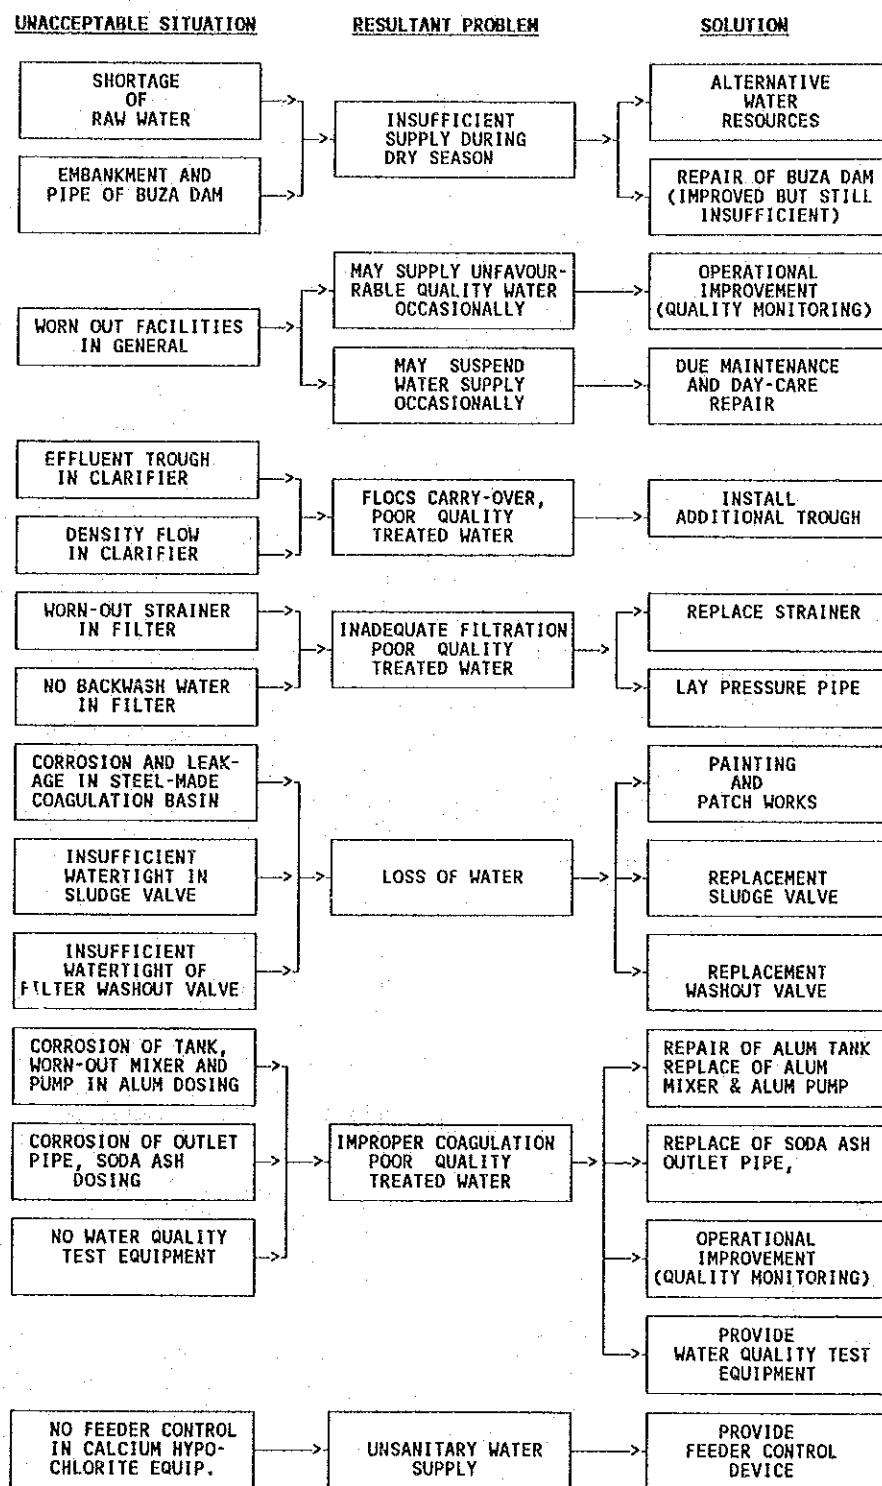 UNACCEPTABLE SITUATION
RESULTANT PROBLEM
SOLUTION
SHORTAGE
OF
RAW WATER
EMBANKMENT AND
PIPE OF BUZA DAM
INSUFFICIENT
SUPPLY DURING
DRY SEASON
ALTERNATIVE
WATER
RESOURCES
REPAIR OF BUZA DAM
(IMPROVED BUT STILL
INSUFFICIENT)
WORN OUT FACILITIES
IN GENERAL
MAY SUPPLY UNFAVOUR-
RABLE QUALITY WATER
OCCASIONALLY
MAY SUSPEND
WATER SUPPLY
OCCASIONALLY
OPERATIONAL
IMPROVEMENT
(QUALITY MONITORING)
DUE MAINTENANCE
AND DAY-CARE
REPAIR
EFFLUENT TROUGH
IN CLARIFIER
DENSITY FLOW
IN CLARIFIER
FLOCS CARRY-OVER,
POOR QUALITY
TREATED WATER
INSTALL
ADDITIONAL TROUGH
WORN-OUT STRAINER
IN FILTER
NO BACKWASH WATER
IN FILTER
INADEQUATE FILTRATION
POOR QUALITY
TREATED WATER
REPLACE STRAINER
LAY PRESSURE PIPE
CORROSION AND LEAK-
AGE IN STEEL-MADE
COAGULATION BASIN
INSUFFICIENT
WATERTIGHT IN
SLUDGE VALVE
INSUFFICIENT
WATERTIGHT OF
FILTER WASHOUT VALVE
LOSS OF WATER
PAINTING
AND
PATCH WORKS
REPLACEMENT
SLUDGE VALVE
REPLACEMENT
WASHOUT VALVE
CORROSION OF TANK,
WORN-OUT MIXER AND
PUMP IN ALUM DOSING
CORROSION OF OUTLET
PIPE, SODA ASH
DOSING
NO WATER QUALITY
TEST EQUIPMENT
IMPROPER COAGULATION
POOR QUALITY
TREATED WATER
REPAIR OF ALUM TANK
REPLACE OF ALUM
MIXER & ALUM PUMP
REPLACE OF SODA ASH
OUTLET PIPE,
OPERATIONAL
IMPROVEMENT
(QUALITY MONITORING)
PROVIDE
WATER QUALITY TEST
EQUIPMENT
NO FEEDER CONTROL
IN CALCIUM HYPO-
CHLORITE EQUIP.
UNSANITARY WATER
SUPPLY
PROVIDE
FEEDER CONTROL
DEVICE